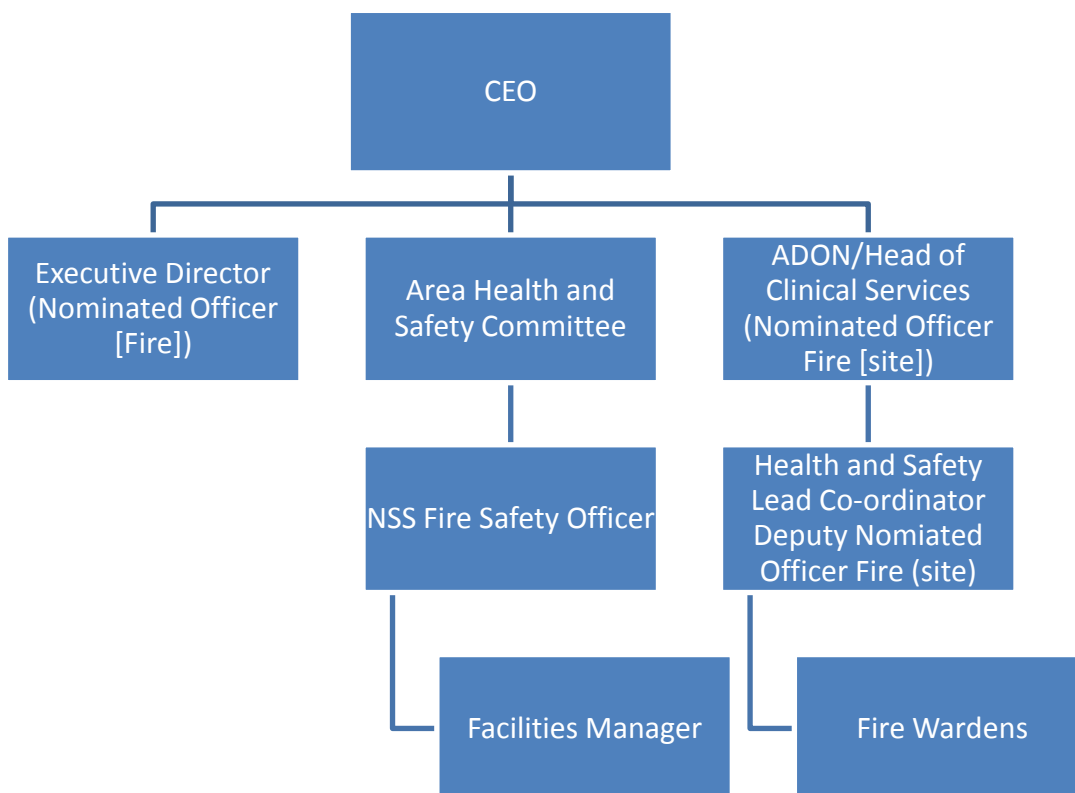 CEO
Executive Director
(Nominated Officer
[Fire])
Area Health and
Safety Committee
ADON/Head of
Clinical Services
(Nominated Officer
Fire [site])
NSS Fire Safety Officer
Health and Safety
Lead Co-ordinator
Deputy Nomiated
Officer Fire (site)
Facilities Manager
Fire Wardens